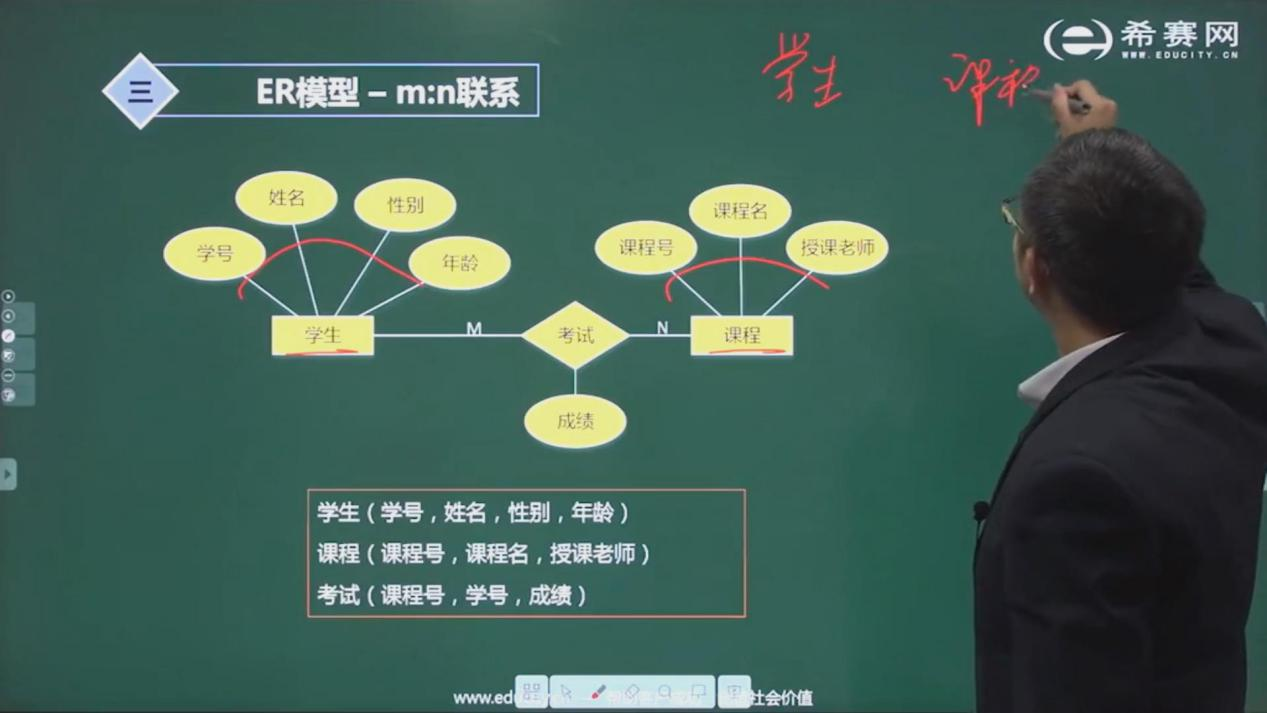 三
ER模型 – m:n联系
学生 课程
希赛网
WWW.EDUCITY.CN
姓名
性别
学号
年龄
课程名
课程号
授课老师
学生
M
考试
N
课程
成绩
学生（学号，姓名，性别，年龄）
课程（课程号，课程名，授课老师）
考试（课程号，学号，成绩）
社会价值